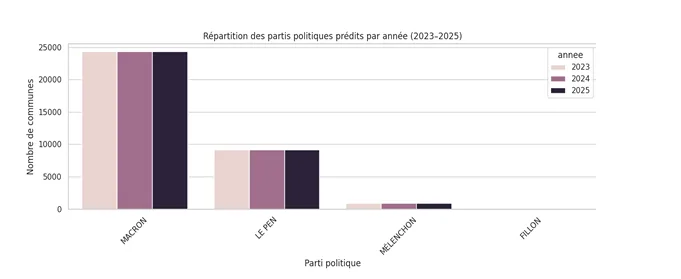 Répartition des partis politiques prédits par année (2023–2025)
25000
20000
15000
10000
5000
0
Nombre de communes
annee
2023
2024
2025
MACRON
LE PEN
MÉLENCHON
FILLON
Parti politique